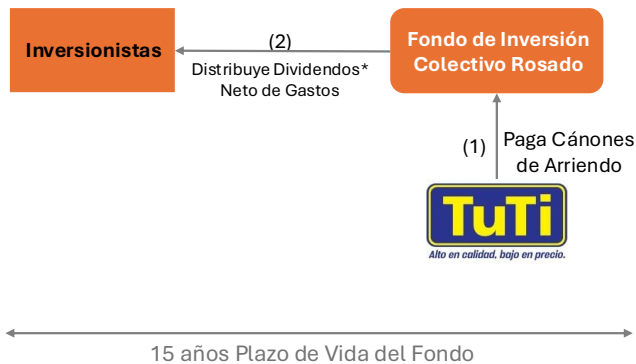 Inversionistas
(2)
Distribuye Dividendos*
Neto de Gastos
Fondo de Inversión
Colectivo Rosado
(1)
Paga Cánones
de Arriendo
TuTi
Alto en calidad, bajo en precio.
15 años Plazo de Vida del Fondo